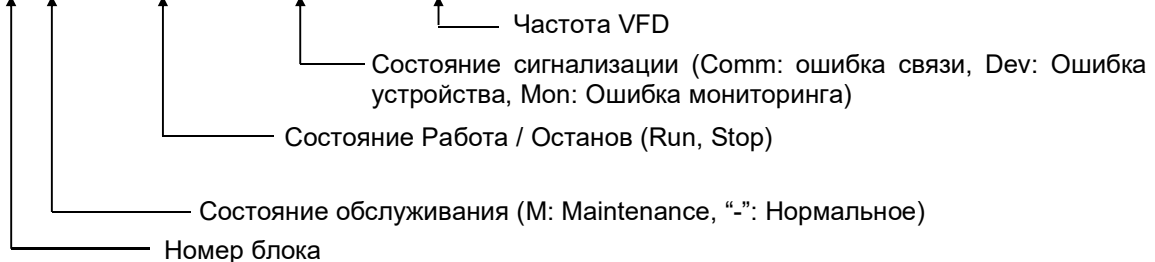 Частота VFD
Состояние сигнализации (Comm: ошибка связи, Dev: Ошибка
устройства, Mon: Ошибка мониторинга)
Состояние Работа / Останов (Run, Stop)
Состояние обслуживания (M: Maintenance, “-”: Нормальное)
Номер блока